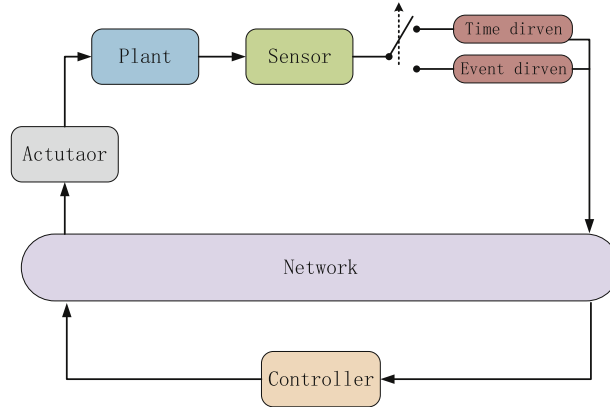 Time dirven
Plant
Sensor
Event dirven
Actutaor
Network
Controller